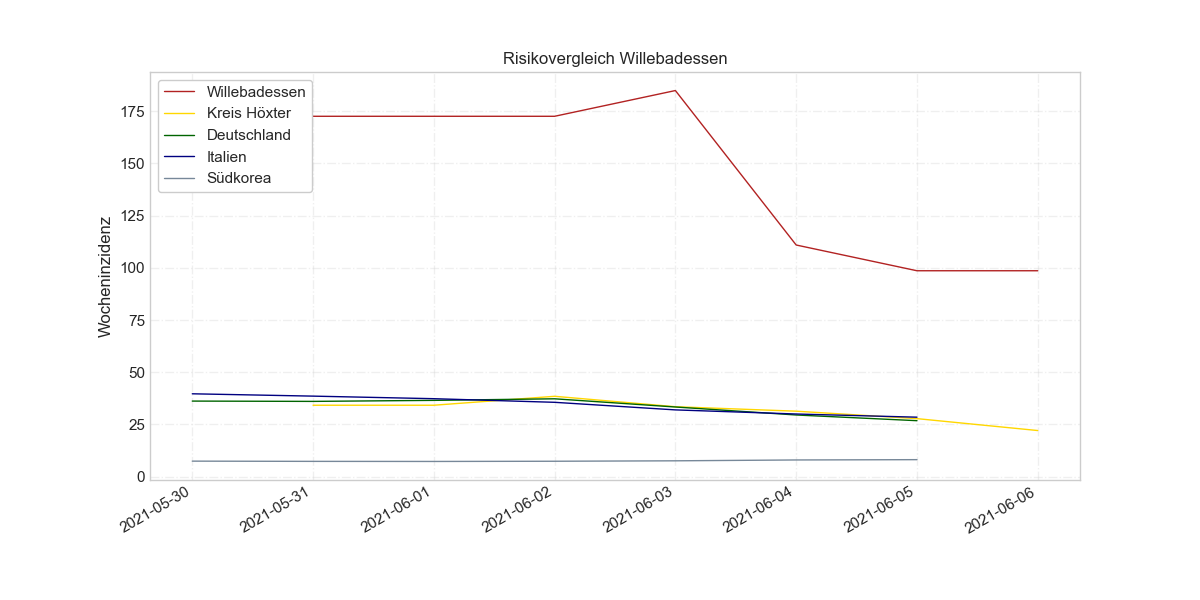 Risikovergleich Willebadessen
Willebadessen
Kreis Höxter
Deutschland
Italien
Südkorea
Wocheninzidenz
175
150
125
100
75
50
25
0
2021-05-30
2021-05-31
2021-06-01
2021-06-02
2021-06-03
2021-06-04
2021-06-05
2021-06-06